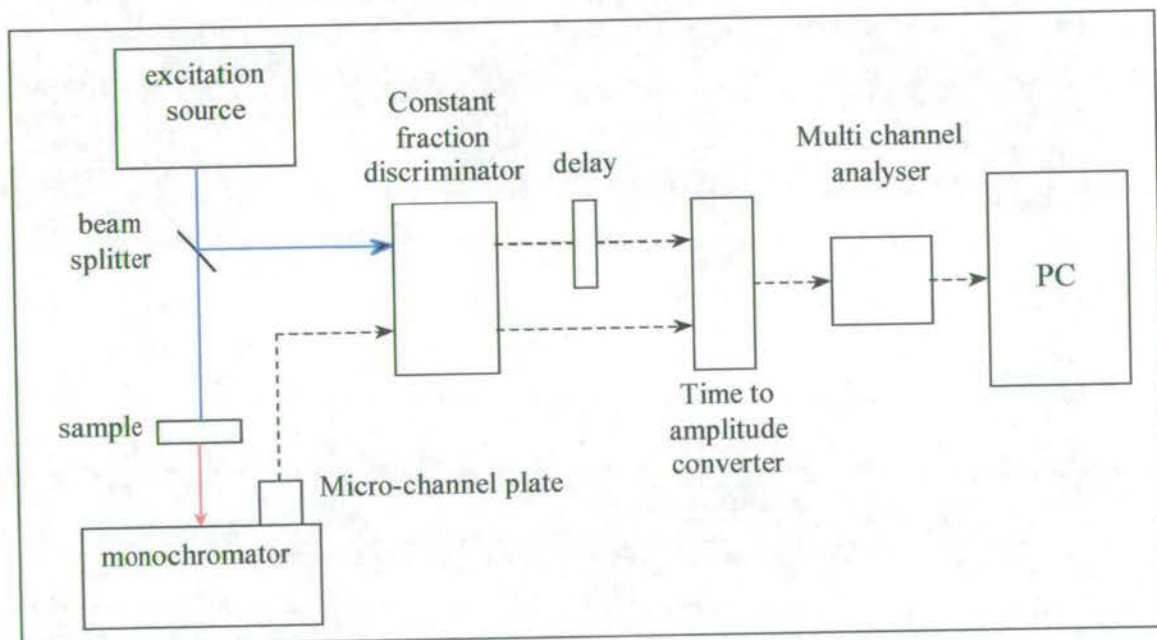 excitation
source
Constant
fraction
discriminator
delay
Multi channel
analyser
beam
splitter
PC
sample
Time to
amplitude
converter
Micro-channel plate
monochromator